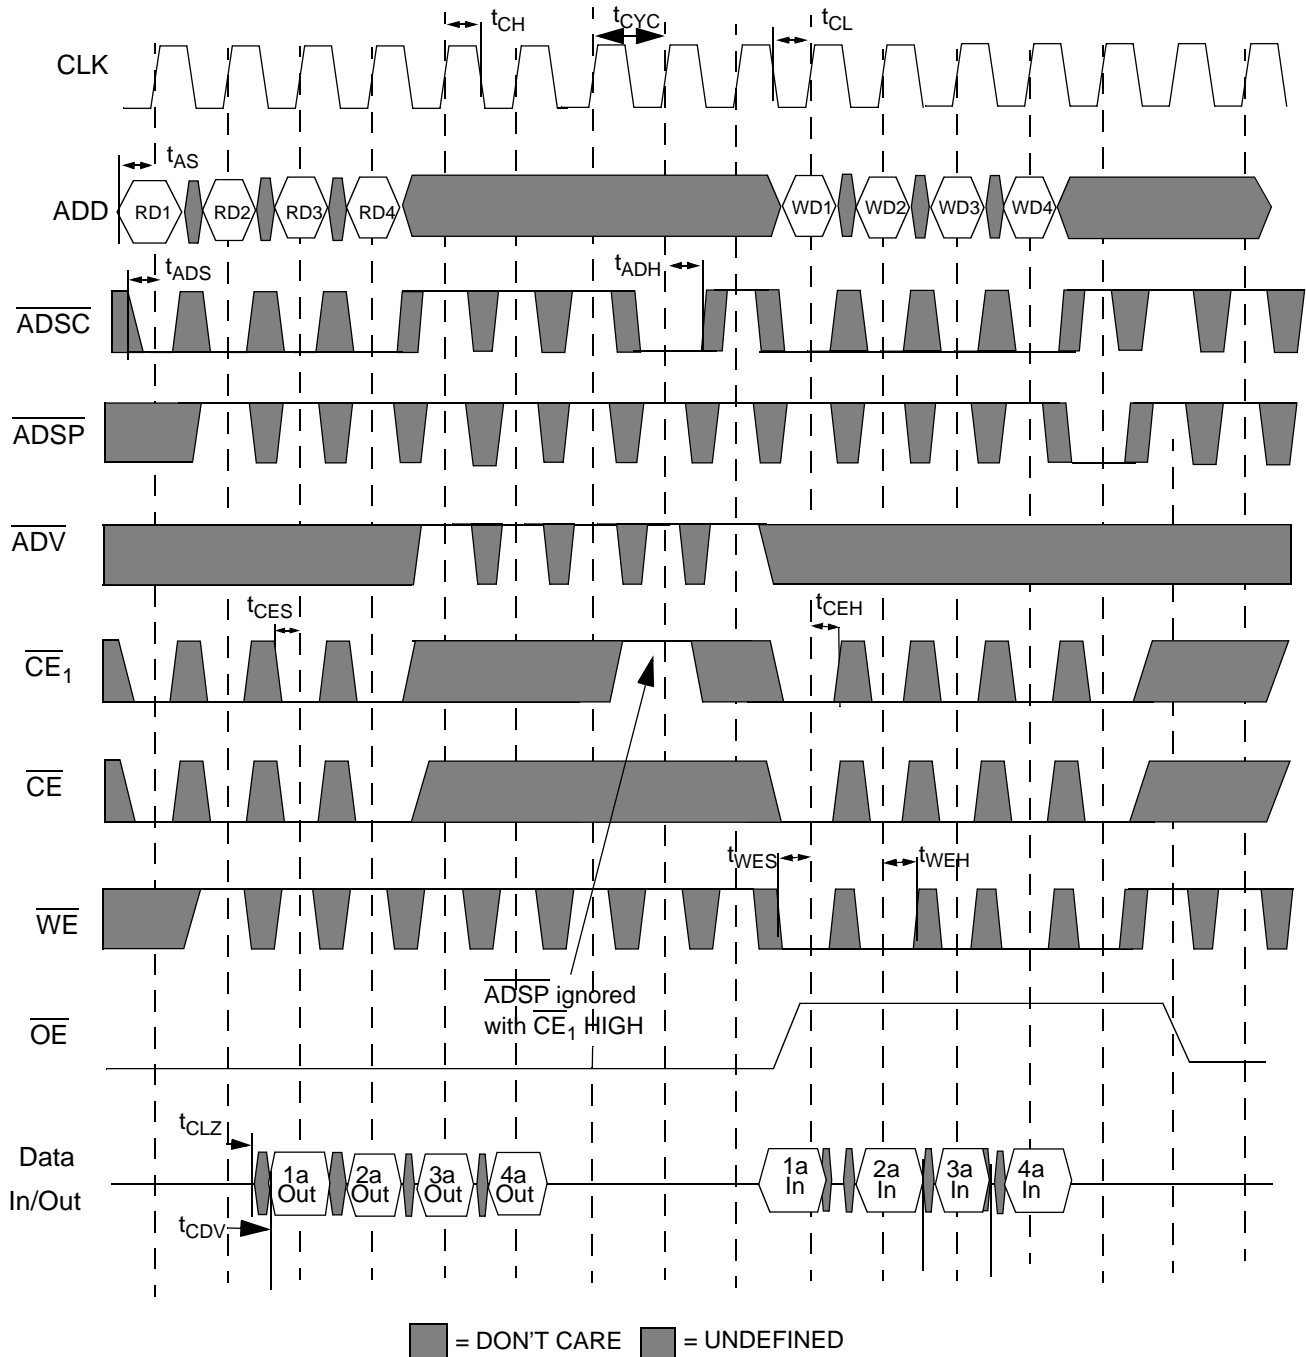 tCH
tCYC
tCL
CLK
tAS
ADD
RD1
RD2
RD3
RD4
WD1
WD2
WD3
WD4
tADS
tADH
ADSC
ADSP
ADV
tCES
tCEH
CE1
CE
tWES
tWEH
WE
ADSP ignored
with CE1 HIGH
OE
tCLZ
Data
In/Out
1a
Out
2a
Out
3a
Out
4a
Out
1a
In
2a
In
3a
In
4a
In
tCDV
= DON'T CARE
= UNDEFINED